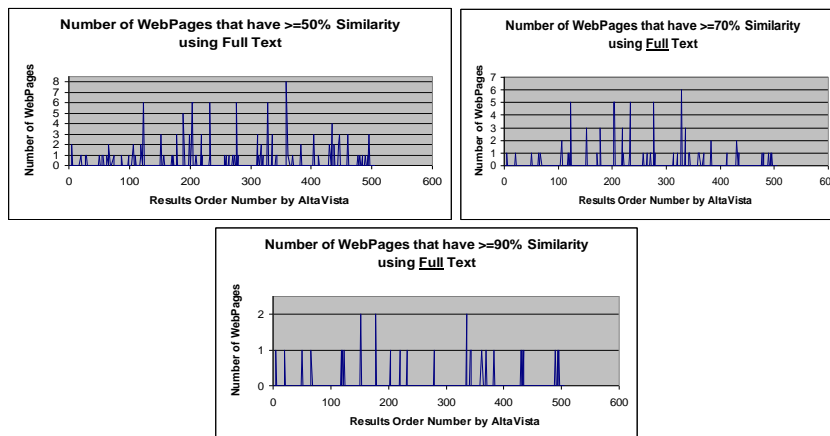 Number of WebPages that have >=50% Similarity
using Full Text
Number of WebPages
8
7
6
5
4
3
2
1
0
0 100 200 300 400 500 600
Results Order Number by AltaVista
Number of WebPages that have >=70% Similarity
using Full Text
Number of WebPages
7
6
5
4
3
2
1
0
0 100 200 300 400 500 600
Results Order Number by AltaVista
Number of WebPages that have >=90% Similarity
using Full Text
Number of WebPages
2
1
0
0 100 200 300 400 500 600
Results Order Number by AltaVista